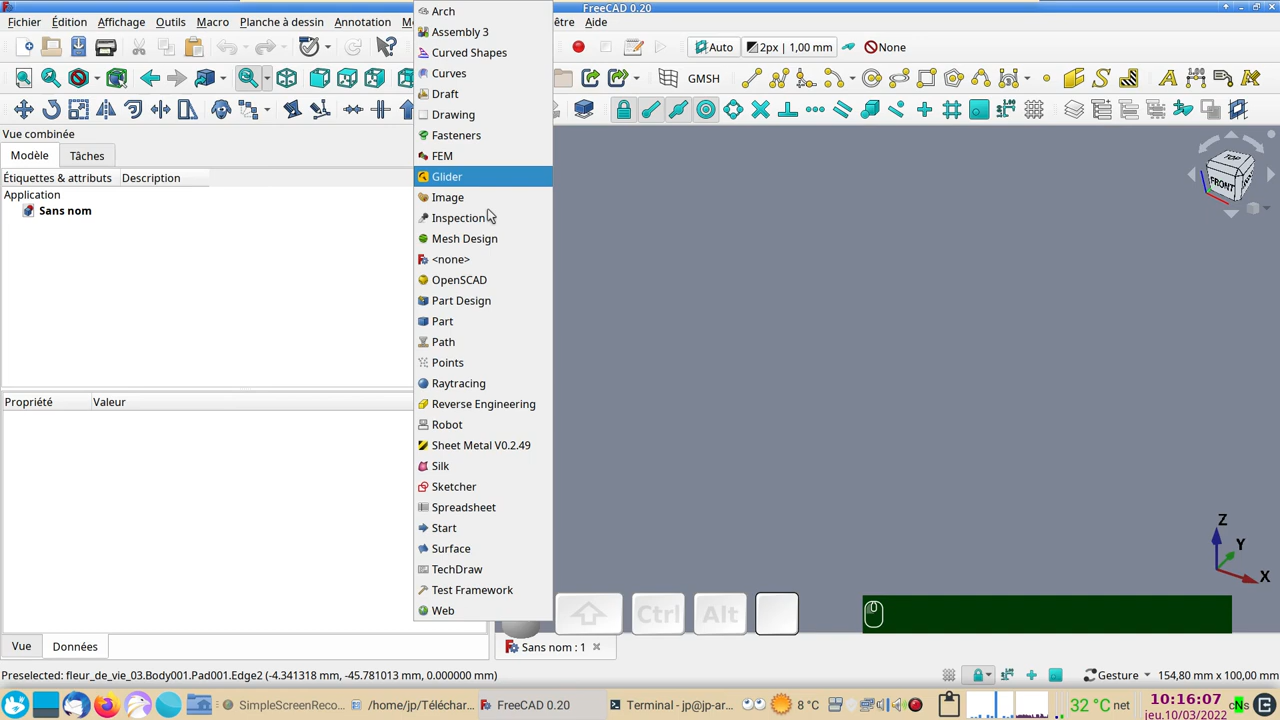 FreeCAD 0.20
Fichier Édition Affichage Outils Macro Planche à dessin Annotation
être Aide
Auto
2px | 1,00 mm
None
GMSH
Vue combinée
Modèle Tâches
Étiquettes & attributs Description
Application
Sans nom
Propriété Valeur
Arch
Assembly 3
Curved Shapes
Curves
Draft
Drawing
Fasteners
FEM
Glider
Image
Inspection
Mesh Design
<none>
OpenSCAD
Part Design
Part
Path
Points
Raytracing
Reverse Engineering
Robot
Sheet Metal V0.2.49
Silk
Sketcher
Spreadsheet
Start
Surface
TechDraw
Test Framework
Web
TOP
FRONT
Z
Y
X
Ctrl Alt
Vue Données
Sans nom : 1
Preselected: fleur_de_vie_03.Body001.Pad001.Edge2 (-4.341318 mm, -45.781013 mm, 0.000000 mm)
Gesture
154,80 mm x 100,00 mm
SimpleScreenReco...
/home/jp/Téléchar...
FreeCAD 0.20
Terminal - jp@jp-ar...
8 °C
32 °C net
10:16:07
jeu.10/03/2022
cNs